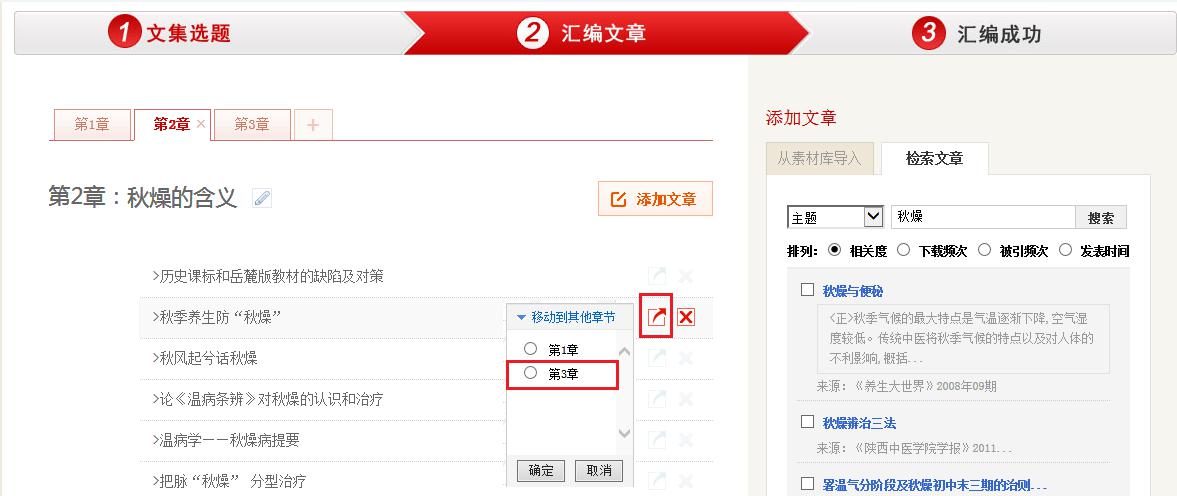 1 文集选题
2 汇编文章
3 汇编成功
第1章
第2章 ×
第3章
+
第2章：秋燥的含义
添加文章
>历史课标和岳麓版教材的缺陷及对策
>秋季养生防“秋燥”
>秋风起兮话秋燥
>论《温病条辨》对秋燥的认识和治疗
>温病学－－秋燥病提要
>把脉“秋燥” 分型治疗
移动到其他章节
第1章
第3章
确定
取消
添加文章
从素材库导入
检索文章
主题
秋燥
搜索
排列: 相关度 下载频次 被引频次 发表时间
秋燥与便秘
<正>秋季气候的最大特点是气温逐渐下降,空气湿
度较低。传统中医将秋季气候的特点以及对人体的
不利影响,概括...
来源：《养生大世界》2008年09期
秋燥辨治三法
来源：《陕西中医学院学报》2011...
署温气分阶段及秋燥初中末三期的治则...